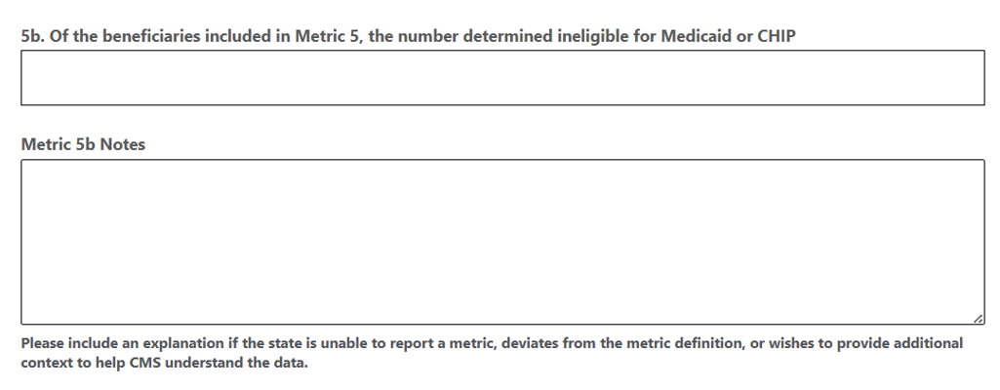 5b. Of the beneficiaries included in Metric 5, the number determined ineligible for Medicaid or CHIP
Metric 5b Notes
Please include an explanation if the state is unable to report a metric, deviates from the metric definition, or wishes to provide additional
context to help CMS understand the data.